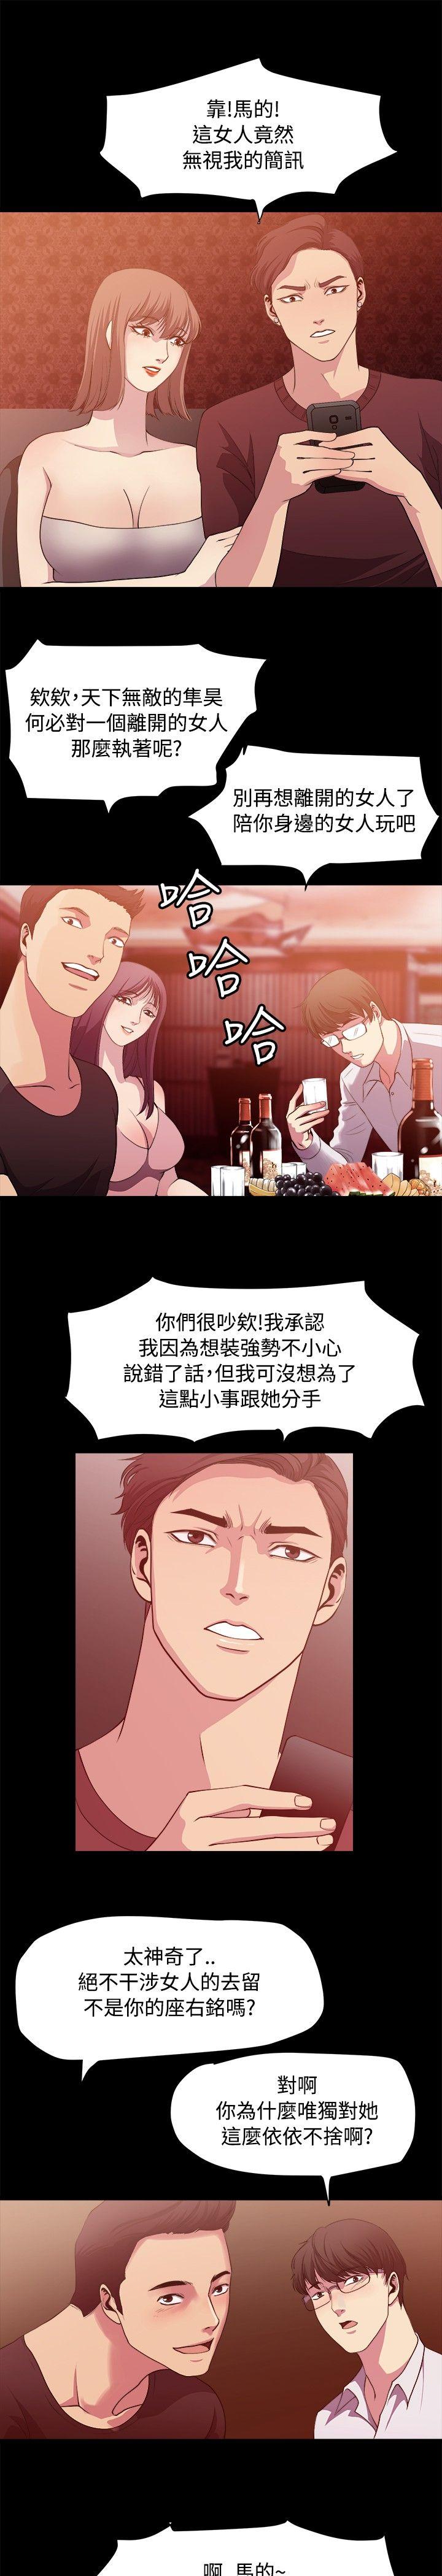 靠!馬的!
這女人竟然
無視我的簡訊
欸欸,天下無敵的隼昊
何必對一個離開的女人
那麼執著呢?
別再想離開的女人了
陪你身邊的女人玩吧
哈
哈
哈
你們很吵欸!我承認
我因為想裝強勢不小心
說錯了話,但我可沒想為了
這點小事跟她分手
太神奇了..
絕不干涉女人的去留
不是你的座右銘嗎?
對啊
你為什麼唯獨對她
這麼依依不捨啊?
啊..馬的~